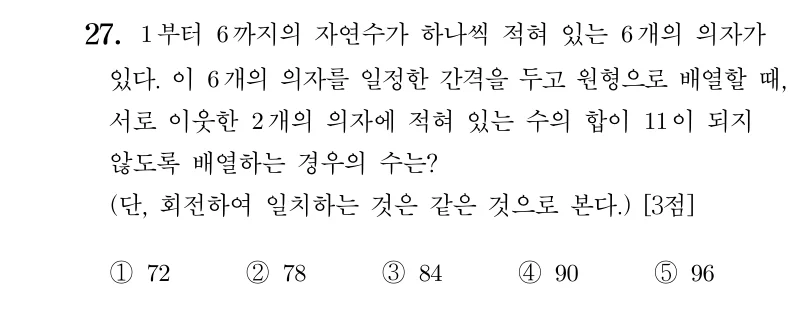 27. 1부터 6까지의 자연수가 하나씩 적혀 있는 6개의 의자가
있다. 이 6개의 의자를 일정한 간격을 두고 원형으로 배열할 때,
서로 이웃한 2개의 의자에 적혀 있는 수의 합이 11이 되지
않도록 배열하는 경우의 수는?
(단, 회전하여 일치하는 것은 같은 것으로 본다.) [3점]
① 72 ② 78 ③ 84 ④ 90 ⑤ 96